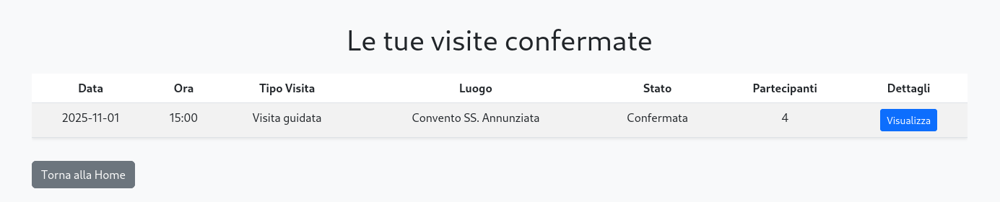 Le tue visite confermate
Data Ora Tipo Visita Luogo Stato Partecipanti Dettagli
2025-11-01 15:00 Visita guidata Convento SS. Annunziata Confermata 4 Visualizza
Torna alla Home